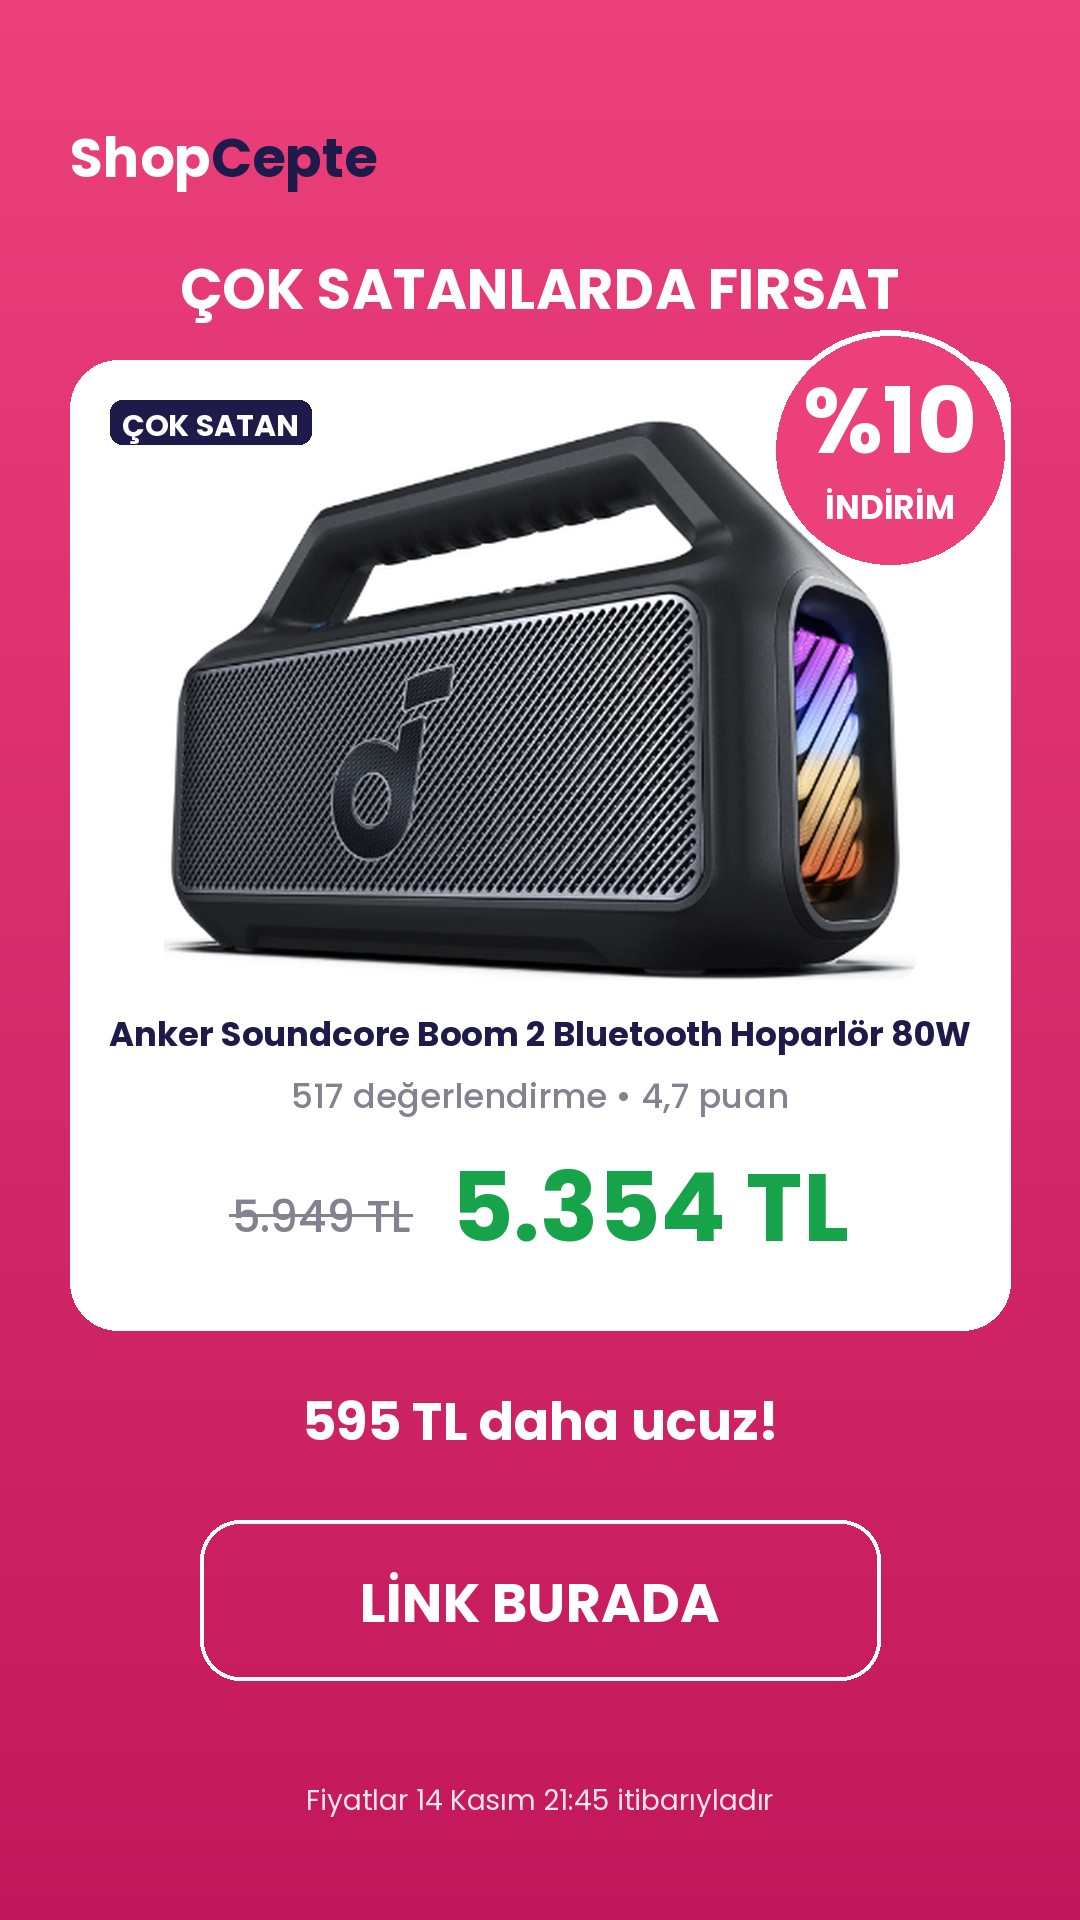 ShopCepte
ÇOK SATANLARDA FIRSAT
ÇOK SATAN
%10
İNDİRİM
Anker Soundcore Boom 2 Bluetooth Hoparlör 80W
517 değerlendirme • 4,7 puan
5.949 TL 5.354 TL
595 TL daha ucuz!
LİNK BURADA
Fiyatlar 14 Kasım 21:45 itibarıyladır